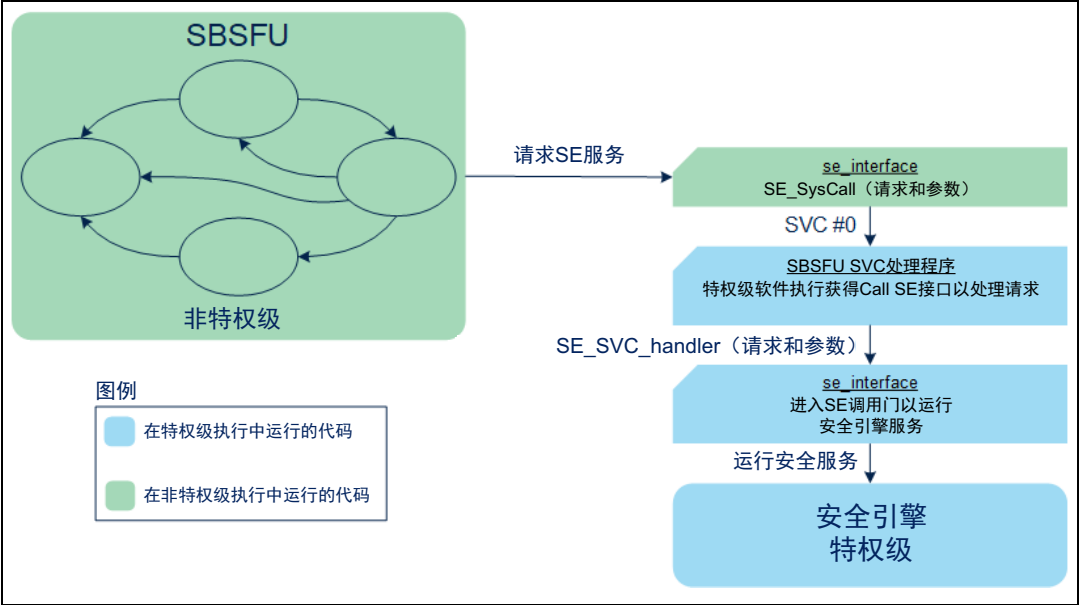 SBSFU
非特权级
请求SE服务
se_interface
SE_SysCall（请求和参数）
SVC #0
SBSFU SVC处理程序
特权级软件执行获得Call SE接口以处理请求
SE_SVC_handler（请求和参数）
se_interface
进入SE调用门以运行
安全引擎服务
运行安全服务
安全引擎
特权级
图例
在特权级执行中运行的代码
在非特权级执行中运行的代码